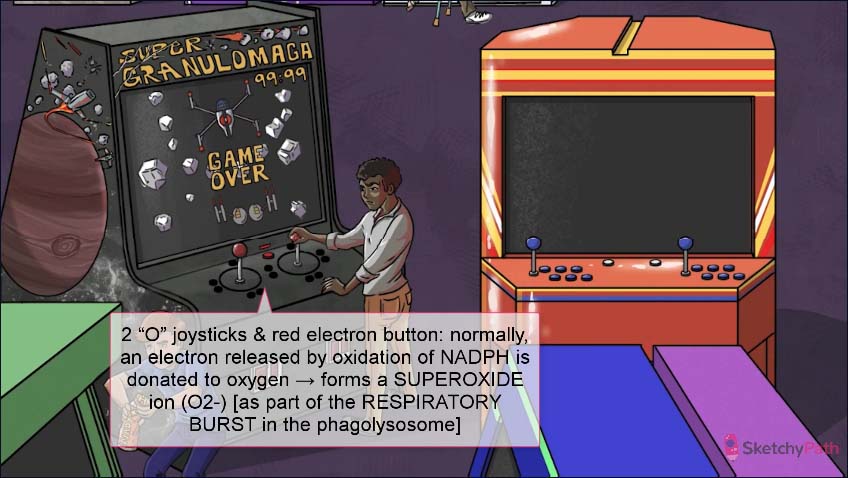 SUPER
GRANULOMAGA
99:99
GAME
OVER
2 “O” joysticks & red electron button: normally,
an electron released by oxidation of NADPH is
donated to oxygen → forms a SUPEROXIDE
ion (O2-) [as part of the RESPIRATORY
BURST in the phagolysosome]
SketchyPath